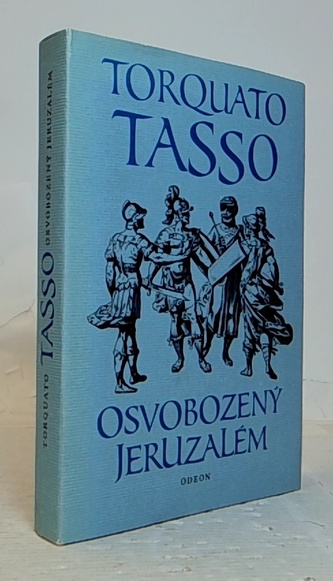 TORQUATO
TASSO
OSVOBOZENÝ
JERUZALÉM
ODEON
TORQUATO TASSO OSVOBOZENÝ JERUZALÉM